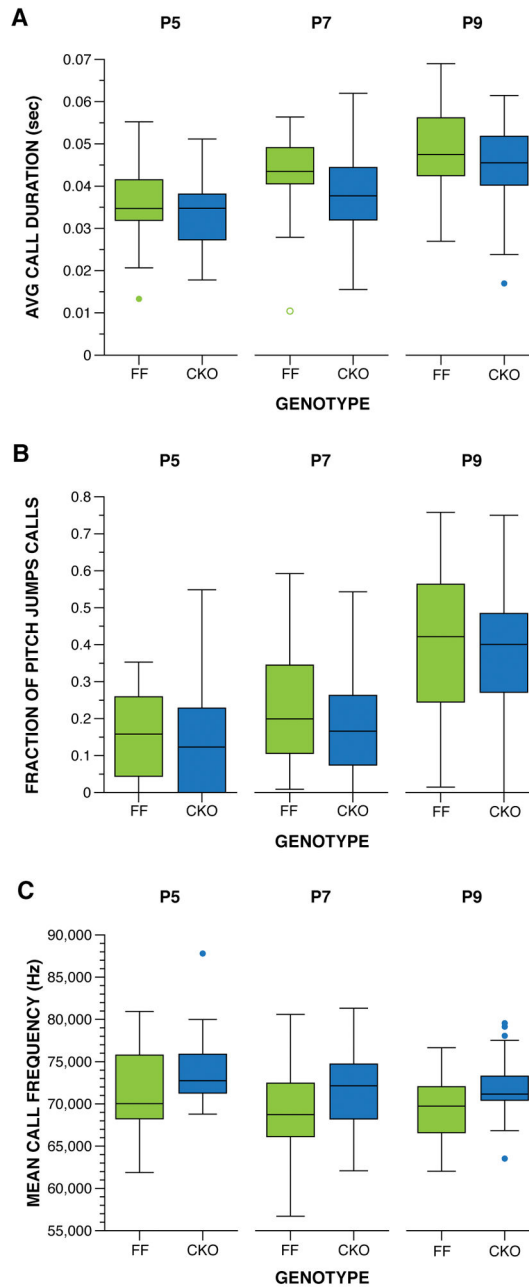 A
P5 P7 P9
AVG CALL DURATION (sec)
0.07
0.06
0.05
0.04
0.03
0.02
0.01
0
FF CKO FF CKO FF CKO
GENOTYPE
B
P5 P7 P9
FRACTION OF PITCH JUMPS CALLS
0.8
0.7
0.6
0.5
0.4
0.3
0.2
0.1
0
FF CKO FF CKO FF CKO
GENOTYPE
C
P5 P7 P9
MEAN CALL FREQUENCY (Hz)
90,000
85,000
80,000
75,000
70,000
65,000
60,000
55,000
FF CKO FF CKO FF CKO
GENOTYPE